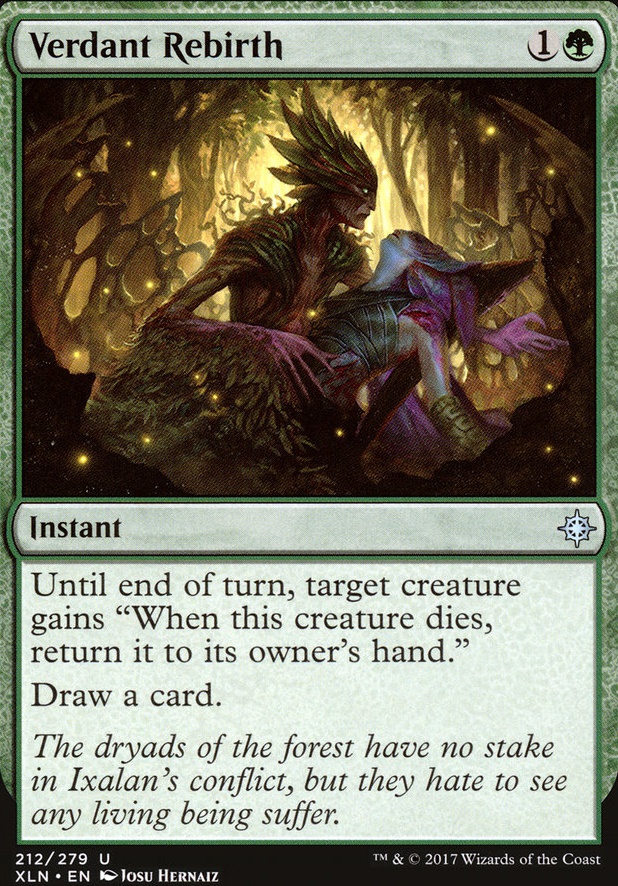 Verdant Rebirth 1
Instant
Until end of turn, target creature
gains “When this creature dies,
return it to its owner’s hand.”
Draw a card.
The dryads of the forest have no stake
in Ixalan’s conflict, but they hate to see
any living being suffer.
212/279 U
XLN • EN Josu Hernaiz
™ & © 2017 Wizards of the Coast